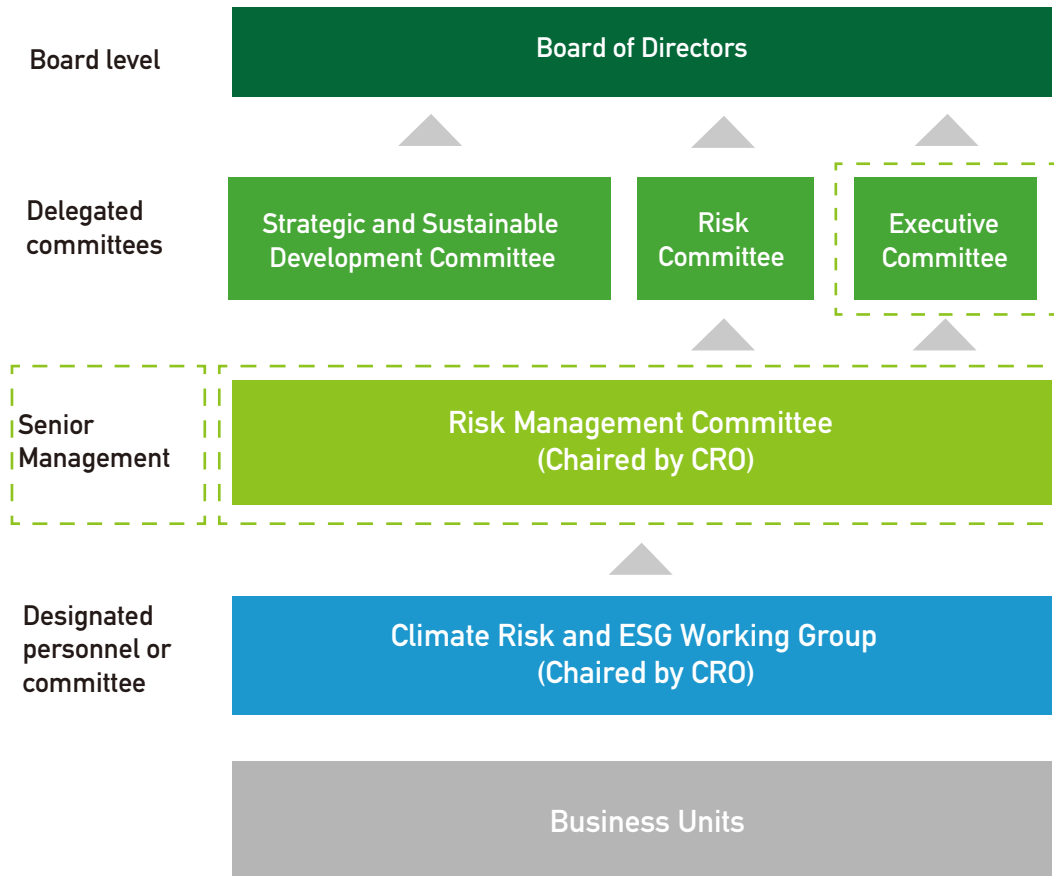 Board level
Board of Directors
Delegated
committees
Strategic and Sustainable
Development Committee
Risk
Committee
Executive
Committee
Senior
Management
Risk Management Committee
(Chaired by CRO)
Designated
personnel or
committee
Climate Risk and ESG Working Group
(Chaired by CRO)
Business Units